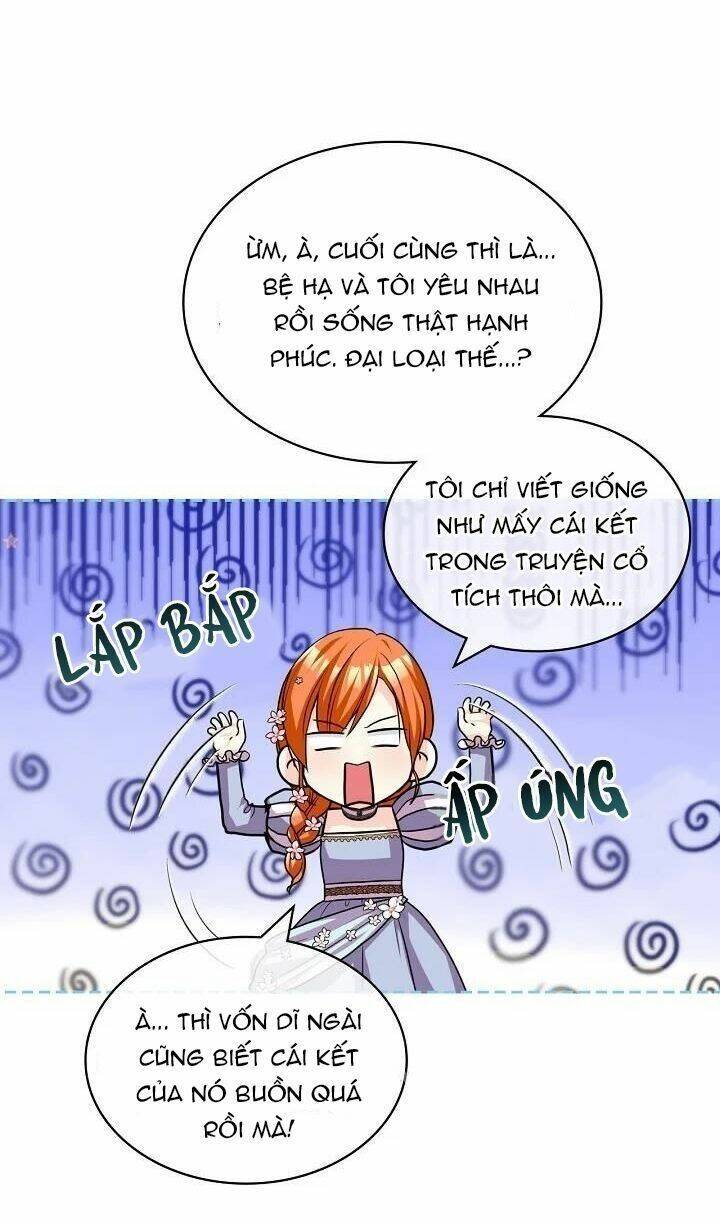 ỪM, À, CUỐI CÙNG THÌ LÀ...
BỆ HẠ VÀ TÔI YÊU NHAU
RỒI SỐNG THẬT HẠNH
PHÚC. ĐẠI LOẠI THẾ...?
TÔI CHỈ VIẾT GIỐNG
NHƯ MẤY CÁI KẾT
TRONG TRUYỆN CỔ
TÍCH THÔI MÀ...
LẮP BẮP
ẤP ÚNG
À... THÌ VỐN DĨ NGÀI
CŨNG BIẾT CÁI KẾT
CỦA NÓ BUỒN QUÁ
RỒI MÀ!